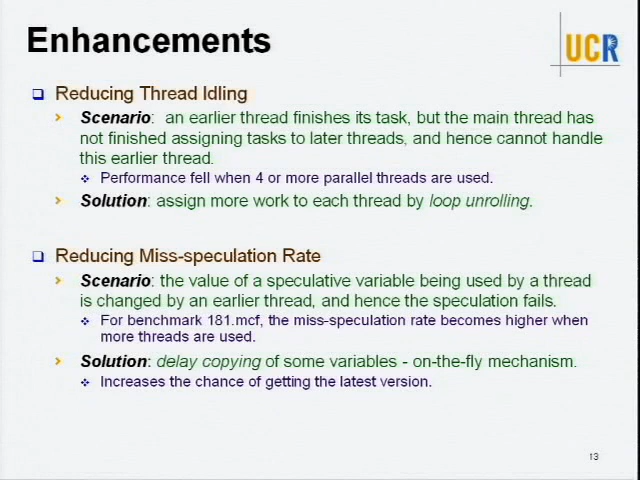 Enhancements
UCR
Reducing Thread Idling
Scenario: an earlier thread finishes its task, but the main thread has
not finished assigning tasks to later threads, and hence cannot handle
this earlier thread.
Performance fell when 4 or more parallel threads are used.
Solution: assign more work to each thread by loop unrolling.
Reducing Miss-speculation Rate
Scenario: the value of a speculative variable being used by a thread
is changed by an earlier thread, and hence the speculation fails.
For benchmark 181.mcf, the miss-speculation rate becomes higher when
more threads are used.
Solution: delay copying of some variables - on-the-fly mechanism.
Increases the chance of getting the latest version.
13